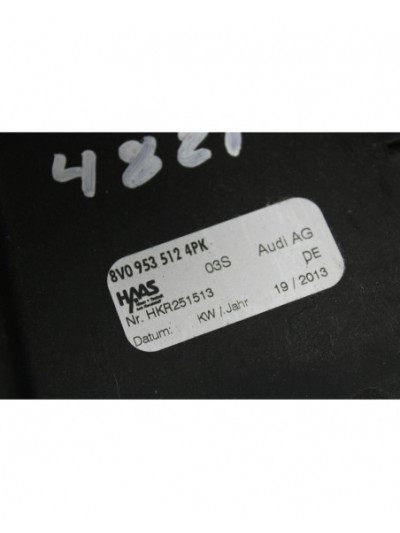 4821
8V0 953 512 4PK 03S Audi AG
HAAS DE
Nr. HKR251513
Datum: KW / Jahr 19 / 2013